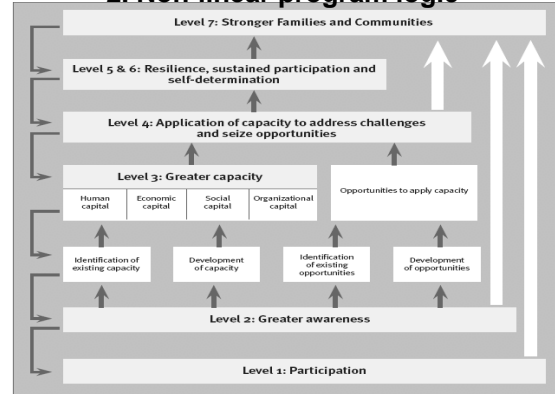 2. Non-linear program logic
Level 7: Stronger Families and Communities
Level 5 & 6: Resilience, sustained participation and
self-determination
Level 4: Application of capacity to address challenges
and seize opportunities
Level 3: Greater capacity
Human
capital
Economic
capital
Social
capital
Organizational
capital
Opportunities to apply capacity
Identification of
existing capacity
Development
of capacity
Identification
of existing
opportunities
Development
of opportunities
Level 2: Greater awareness
Level 1: Participation